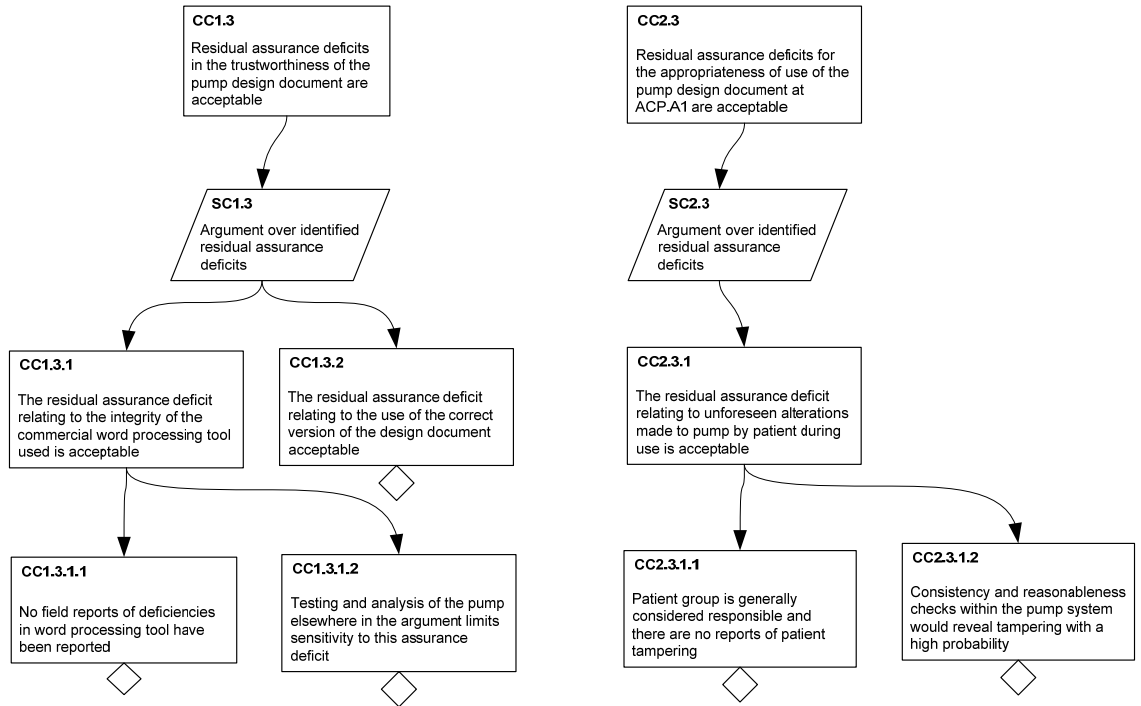 CC1.3
Residual assurance deficits
in the trustworthiness of the
pump design document are
acceptable
CC2.3
Residual assurance deficits for
the appropriateness of use of the
pump design document at
ACP.A1 are acceptable
SC1.3
Argument over identified
residual assurance
deficits
SC2.3
Argument over identified
residual assurance
deficits
CC1.3.1
The residual assurance deficit
relating to the integrity of the
commercial word processing tool
used is acceptable
CC1.3.2
The residual assurance deficit
relating to the use of the correct
version of the design document
acceptable
CC2.3.1
The residual assurance deficit
relating to unforeseen alterations
made to pump by patient during
use is acceptable
CC1.3.1.1
No field reports of deficiencies
in word processing tool have
been reported
CC1.3.1.2
Testing and analysis of the pump
elsewhere in the argument limits
sensitivity to this assurance
deficit
CC2.3.1.1
Patient group is generally
considered responsible and
there are no reports of patient
tampering
CC2.3.1.2
Consistency and reasonableness
checks within the pump system
would reveal tampering with a
high probability